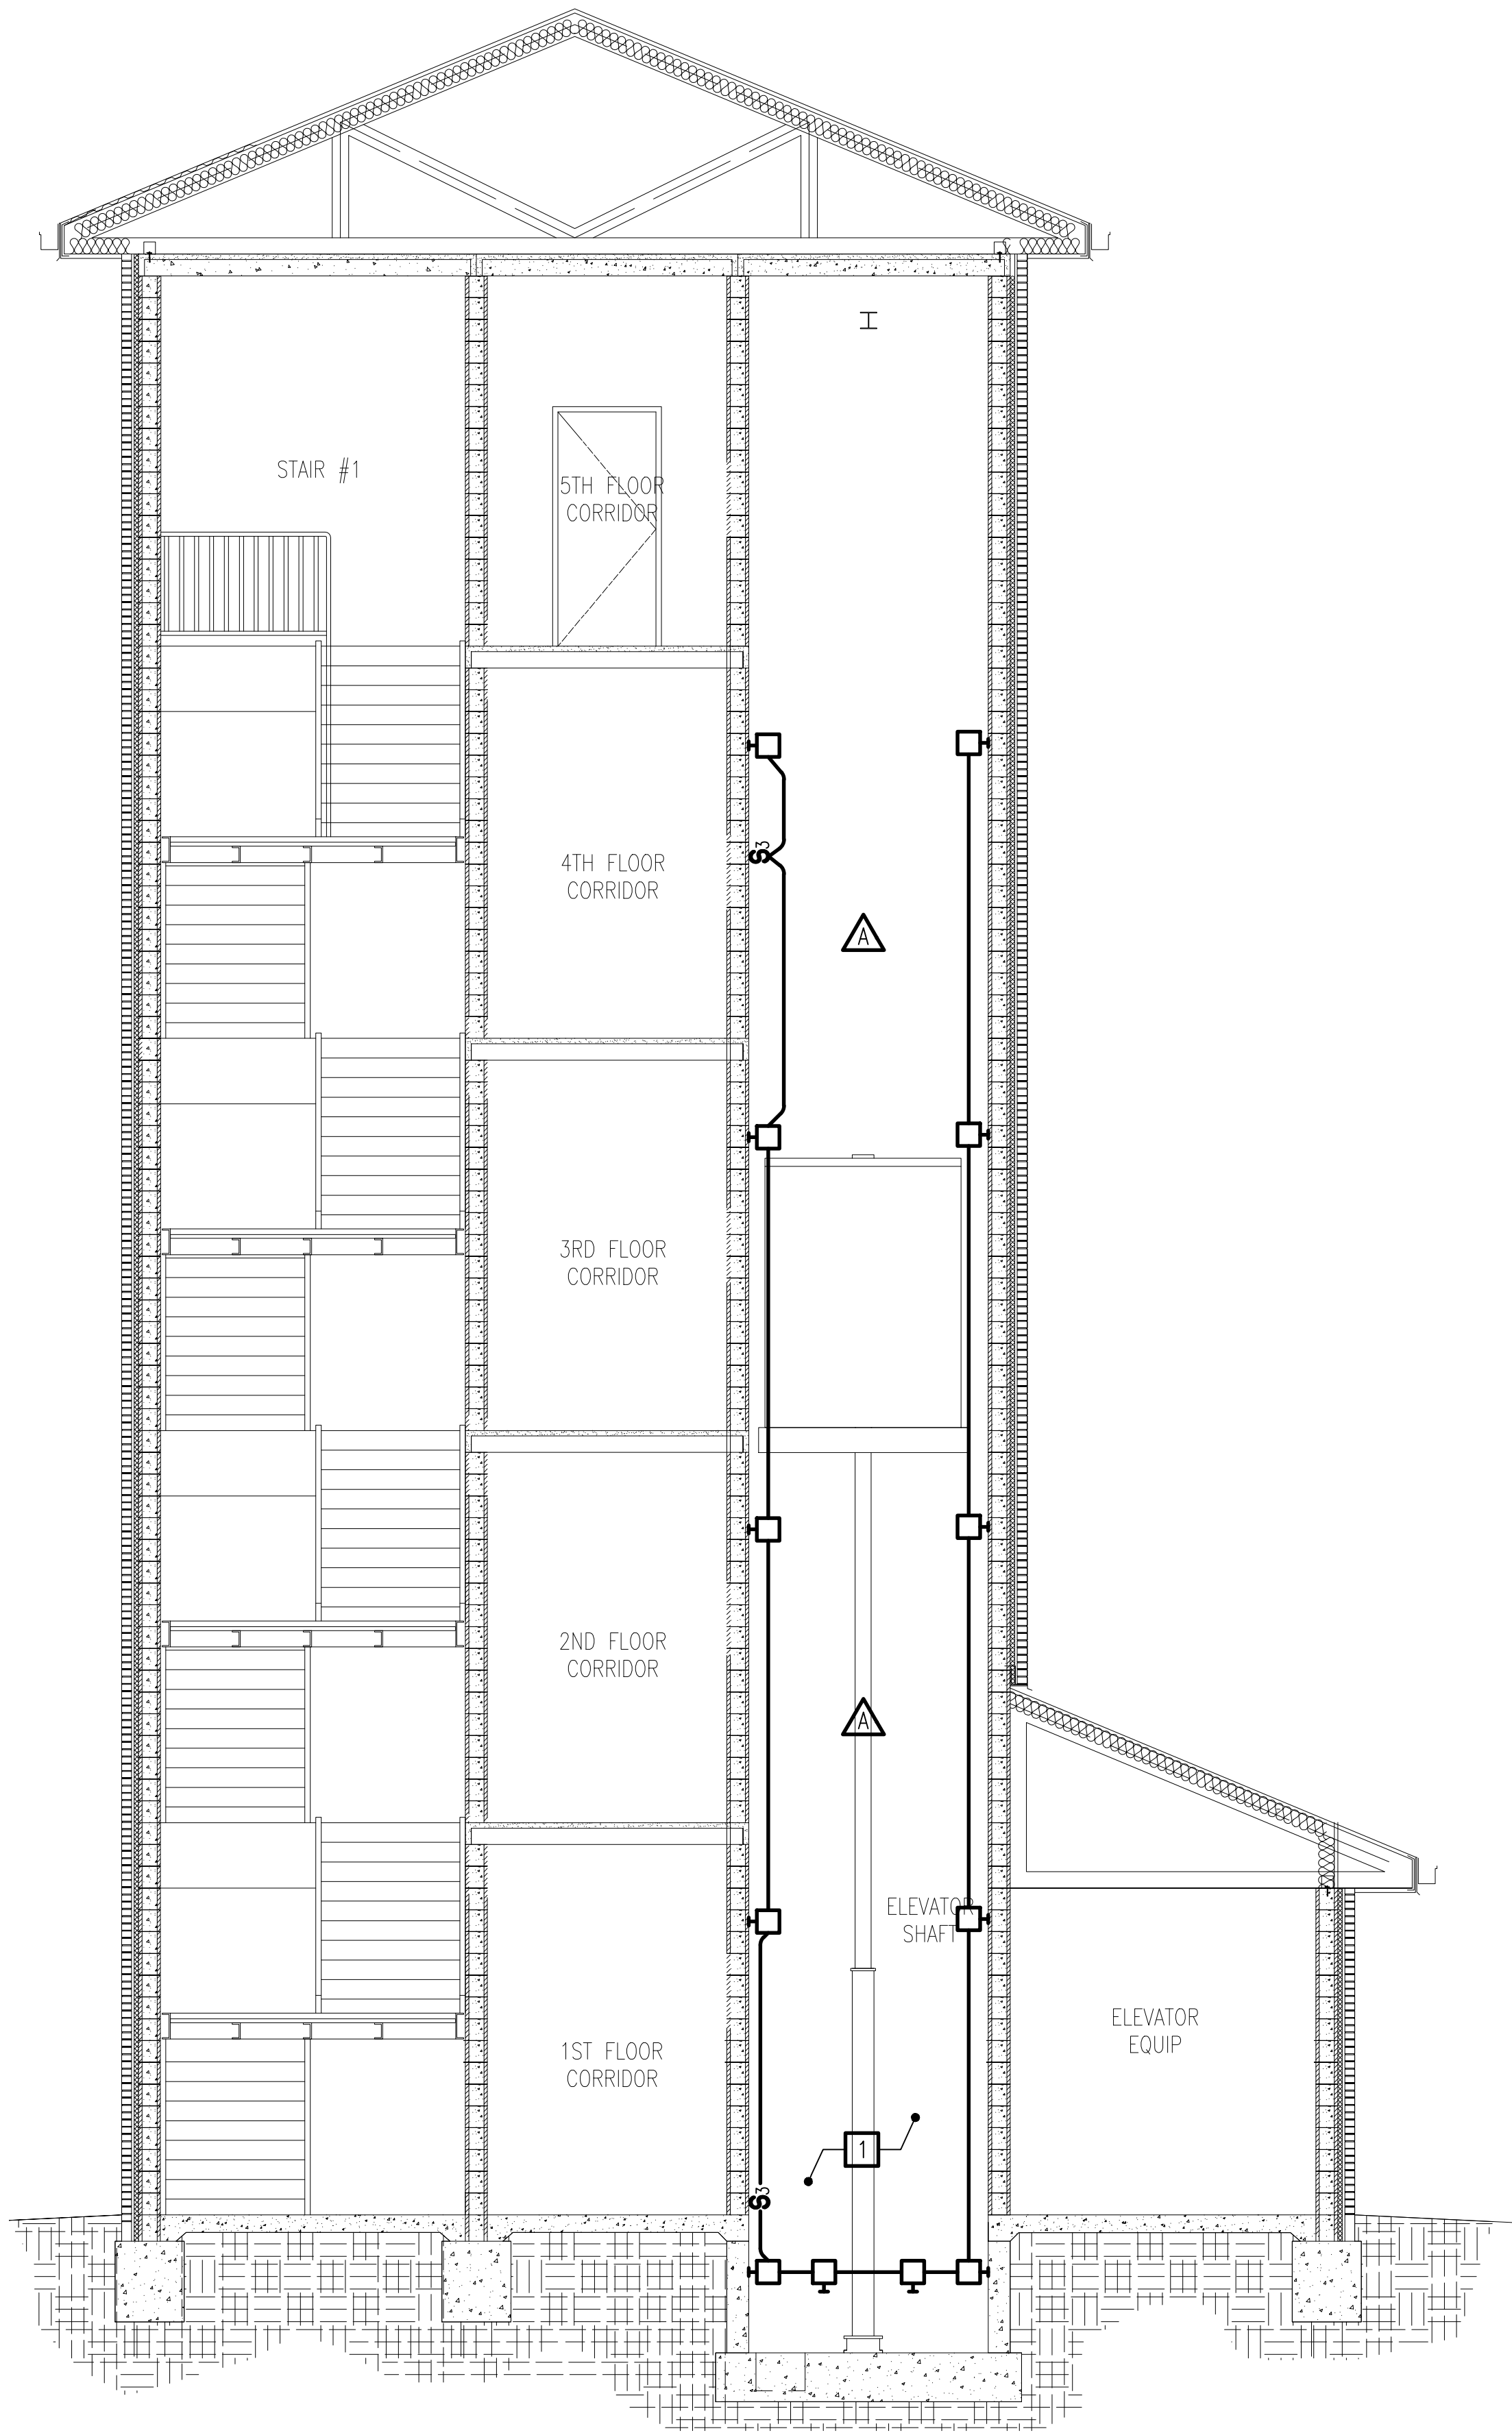 STAIR #1
5TH FLOOR
CORRIDOR
4TH FLOOR
CORRIDOR
S3
A
3RD FLOOR
CORRIDOR
2ND FLOOR
CORRIDOR
A
ELEVATOR
SHAFT
ELEVATOR
EQUIP
1ST FLOOR
CORRIDOR
1
S3